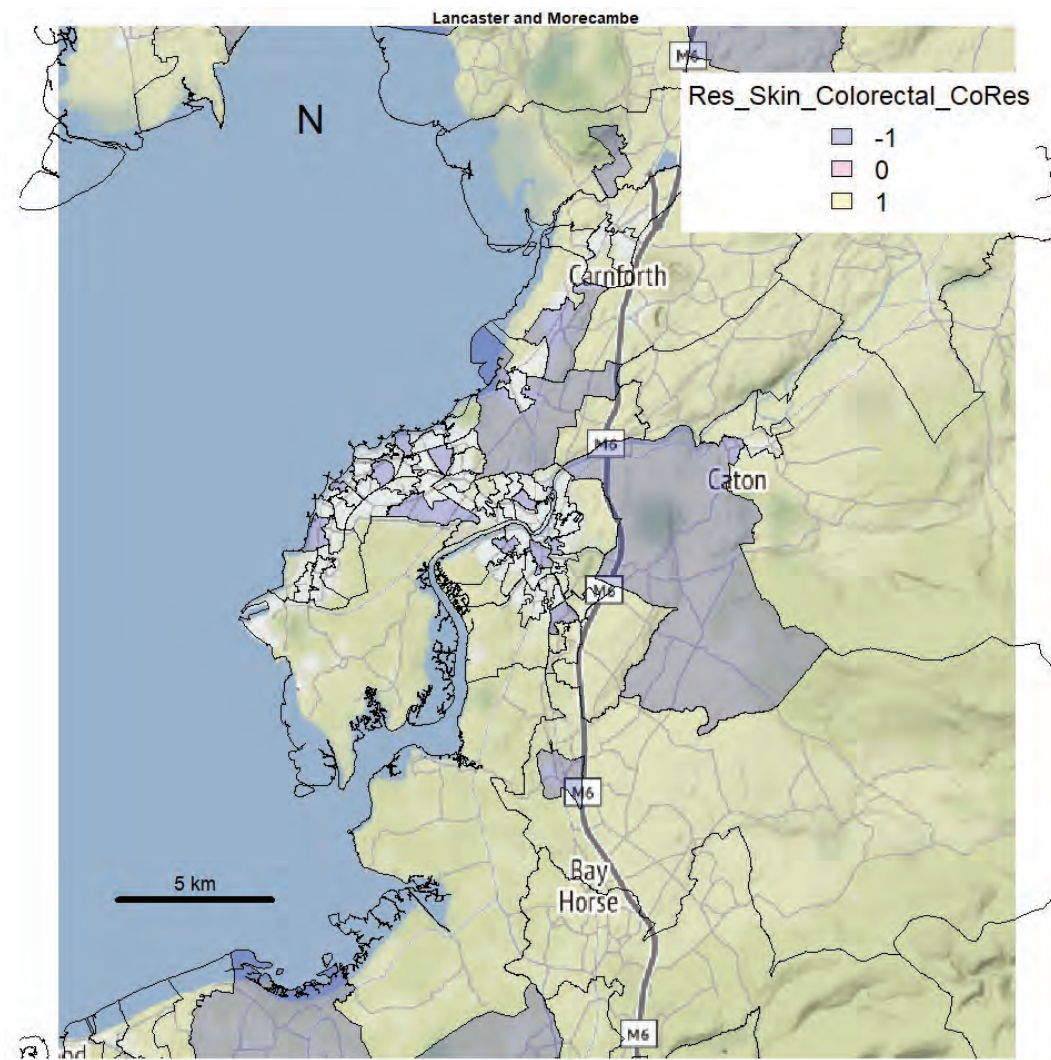 Lancaster and Morecambe
M6
Res_Skin_Colorectal_CoRes
-1
0
1
N
Carnforth
M6
Caton
M6
M6
5 km
Bay
Horse
M6